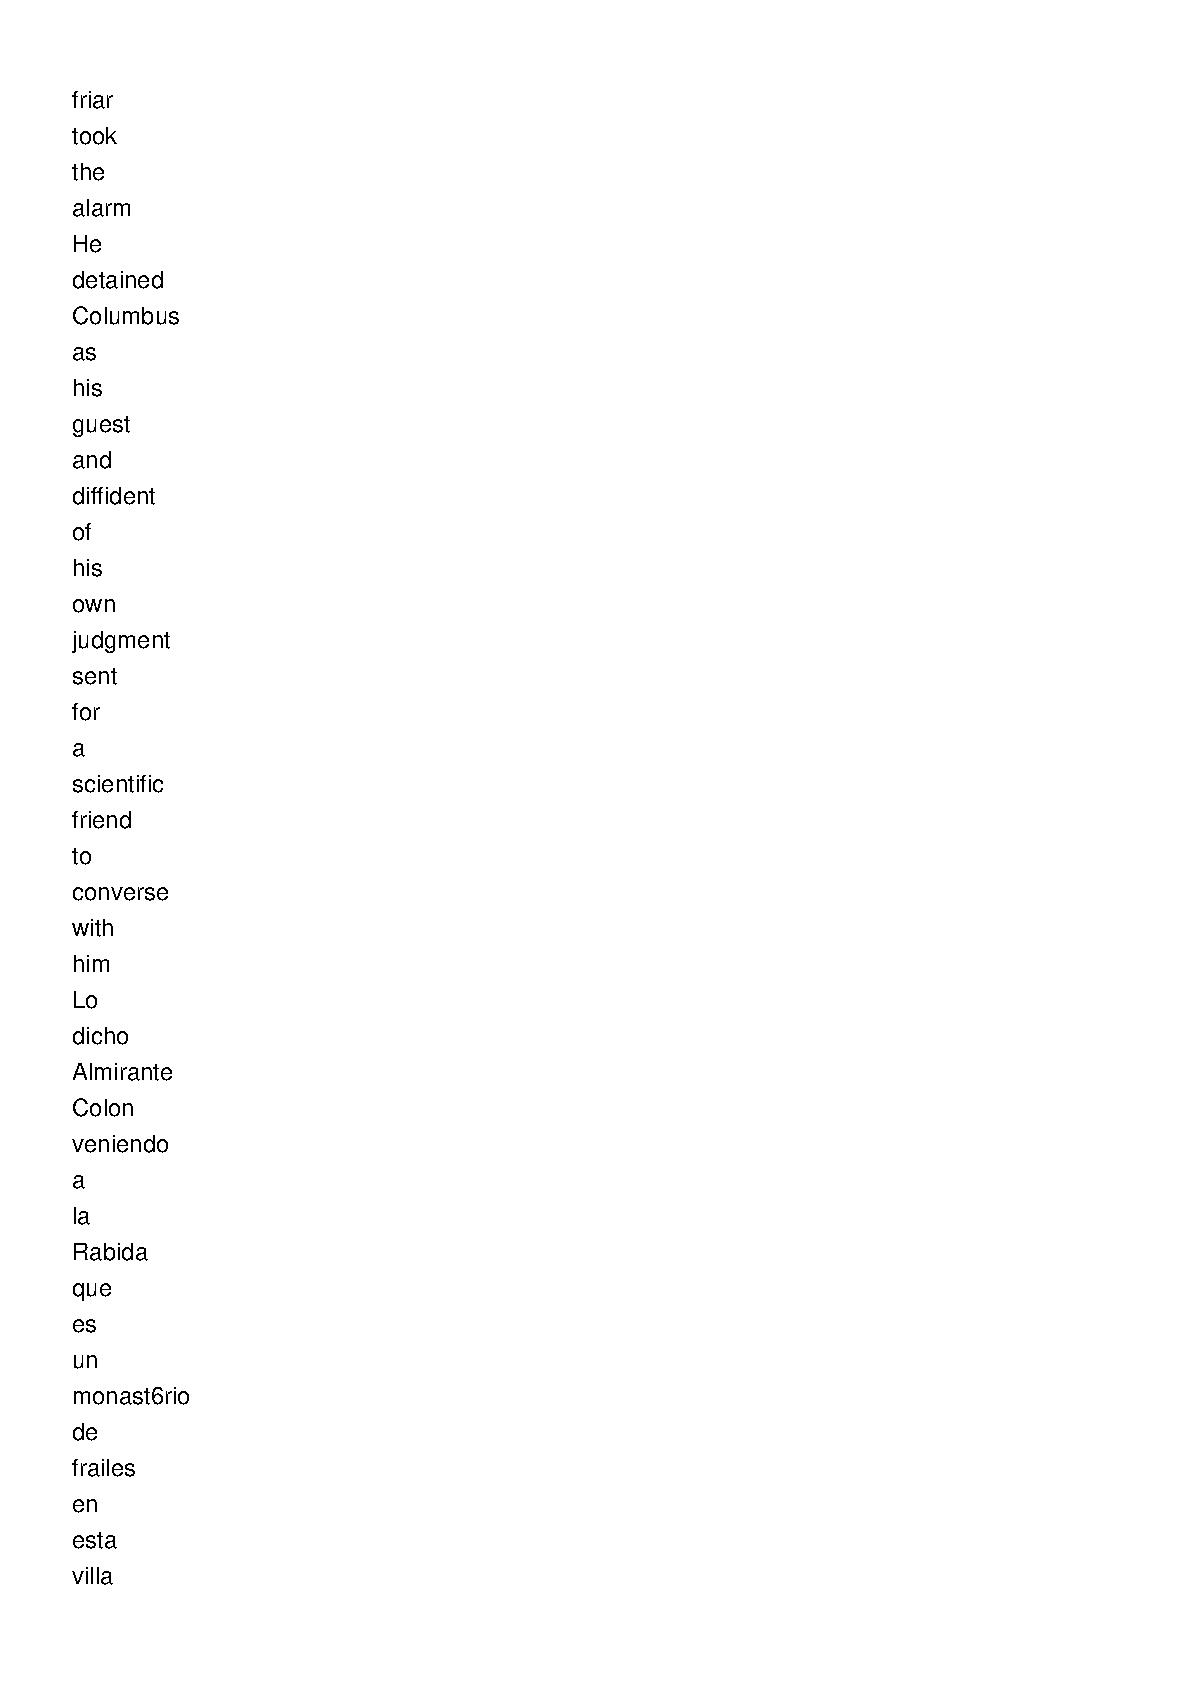 friar
took
the
alarm
He
detained
Columbus
as
his
guest
and
diffident
of
his
own
judgment
sent
for
a
scientific
friend
to
converse
with
him
Lo
dicho
Almirante
Colon
veniendo
a
la
Rabida
que
es
un
monast6rio
de
frailes
en
esta
villa